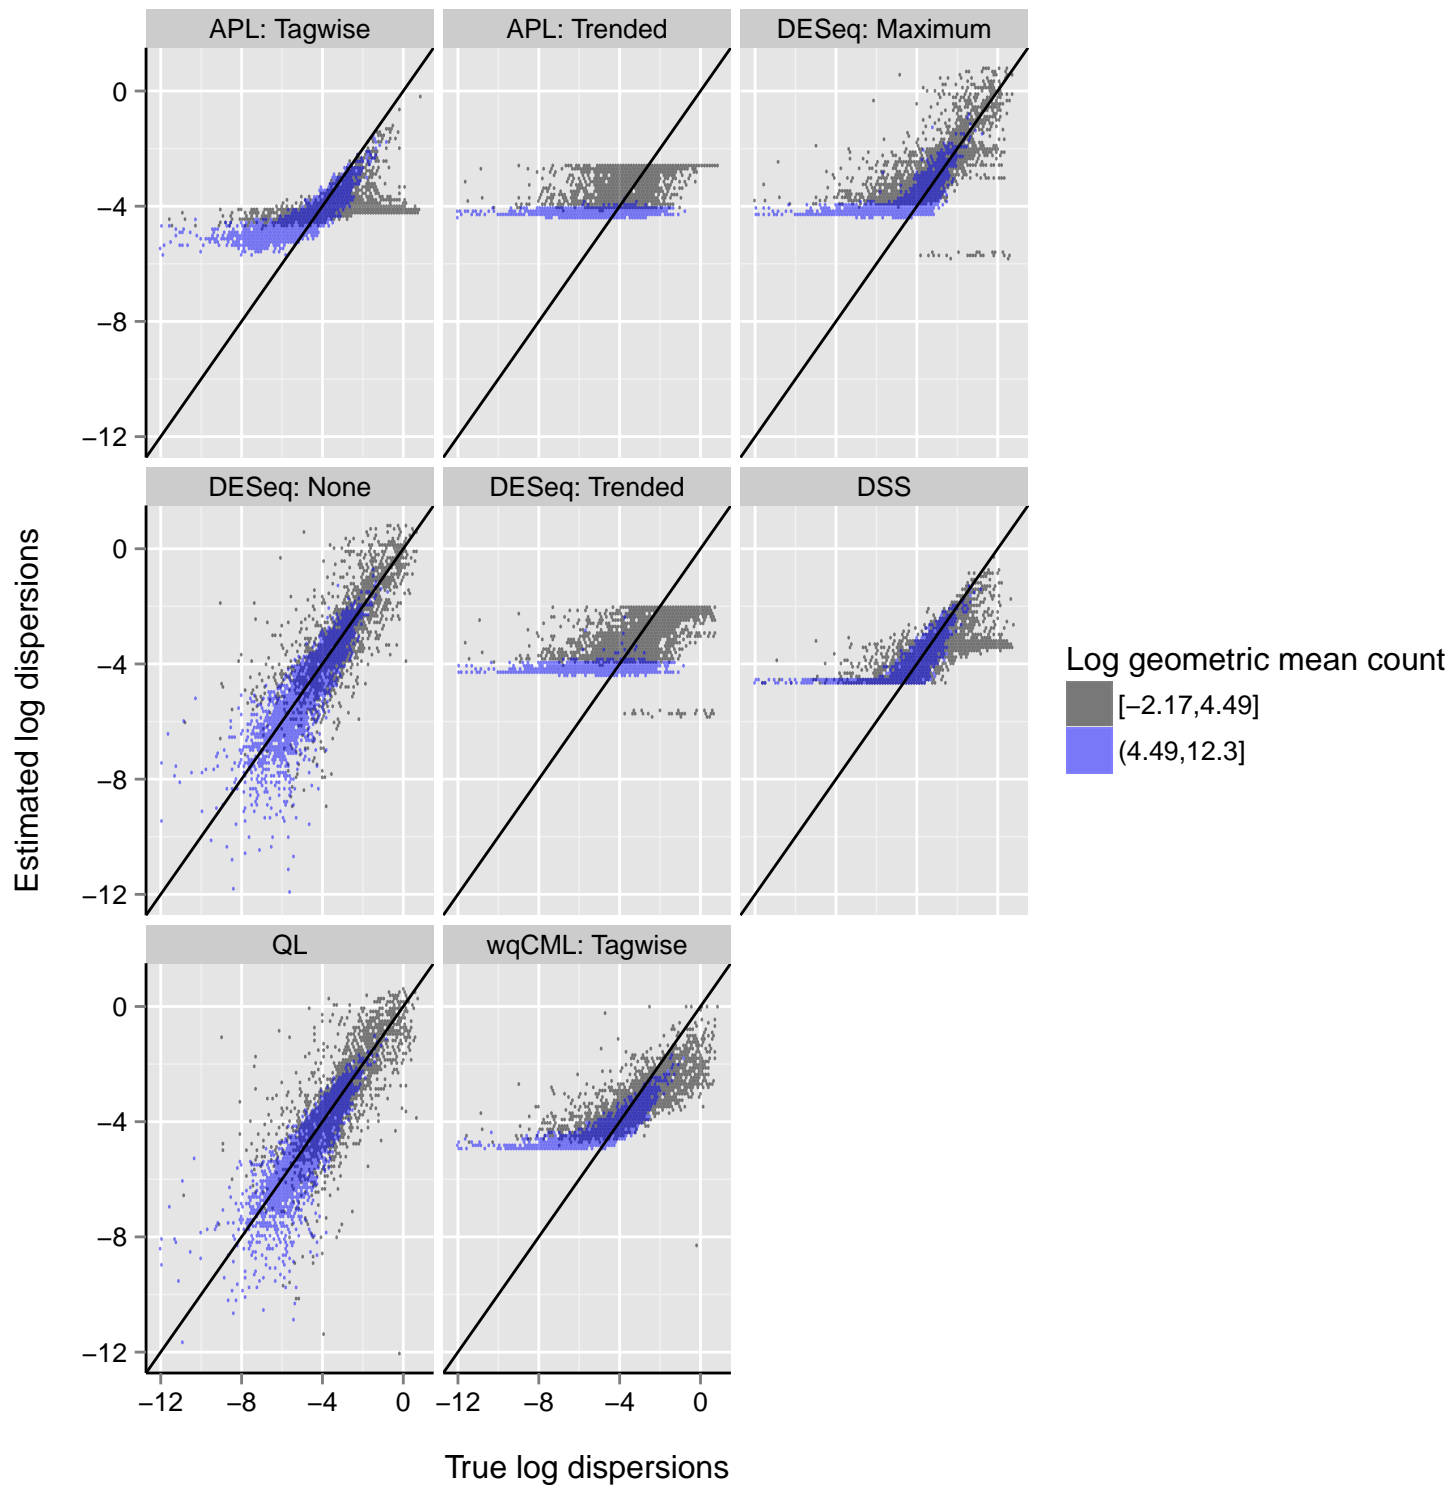 APL: Tagwise
APL: Trended
DESeq: Maximum
0
−4
−8
−12
DESeq: None
DESeq: Trended
DSS
0
−4
−8
−12
Estimated log dispersions
Log geometric mean count
[−2.17,4.49]
(4.49,12.3]
QL
wqCML: Tagwise
0
−4
−8
−12
−12 −8 −4 0
−12 −8 −4 0
True log dispersions